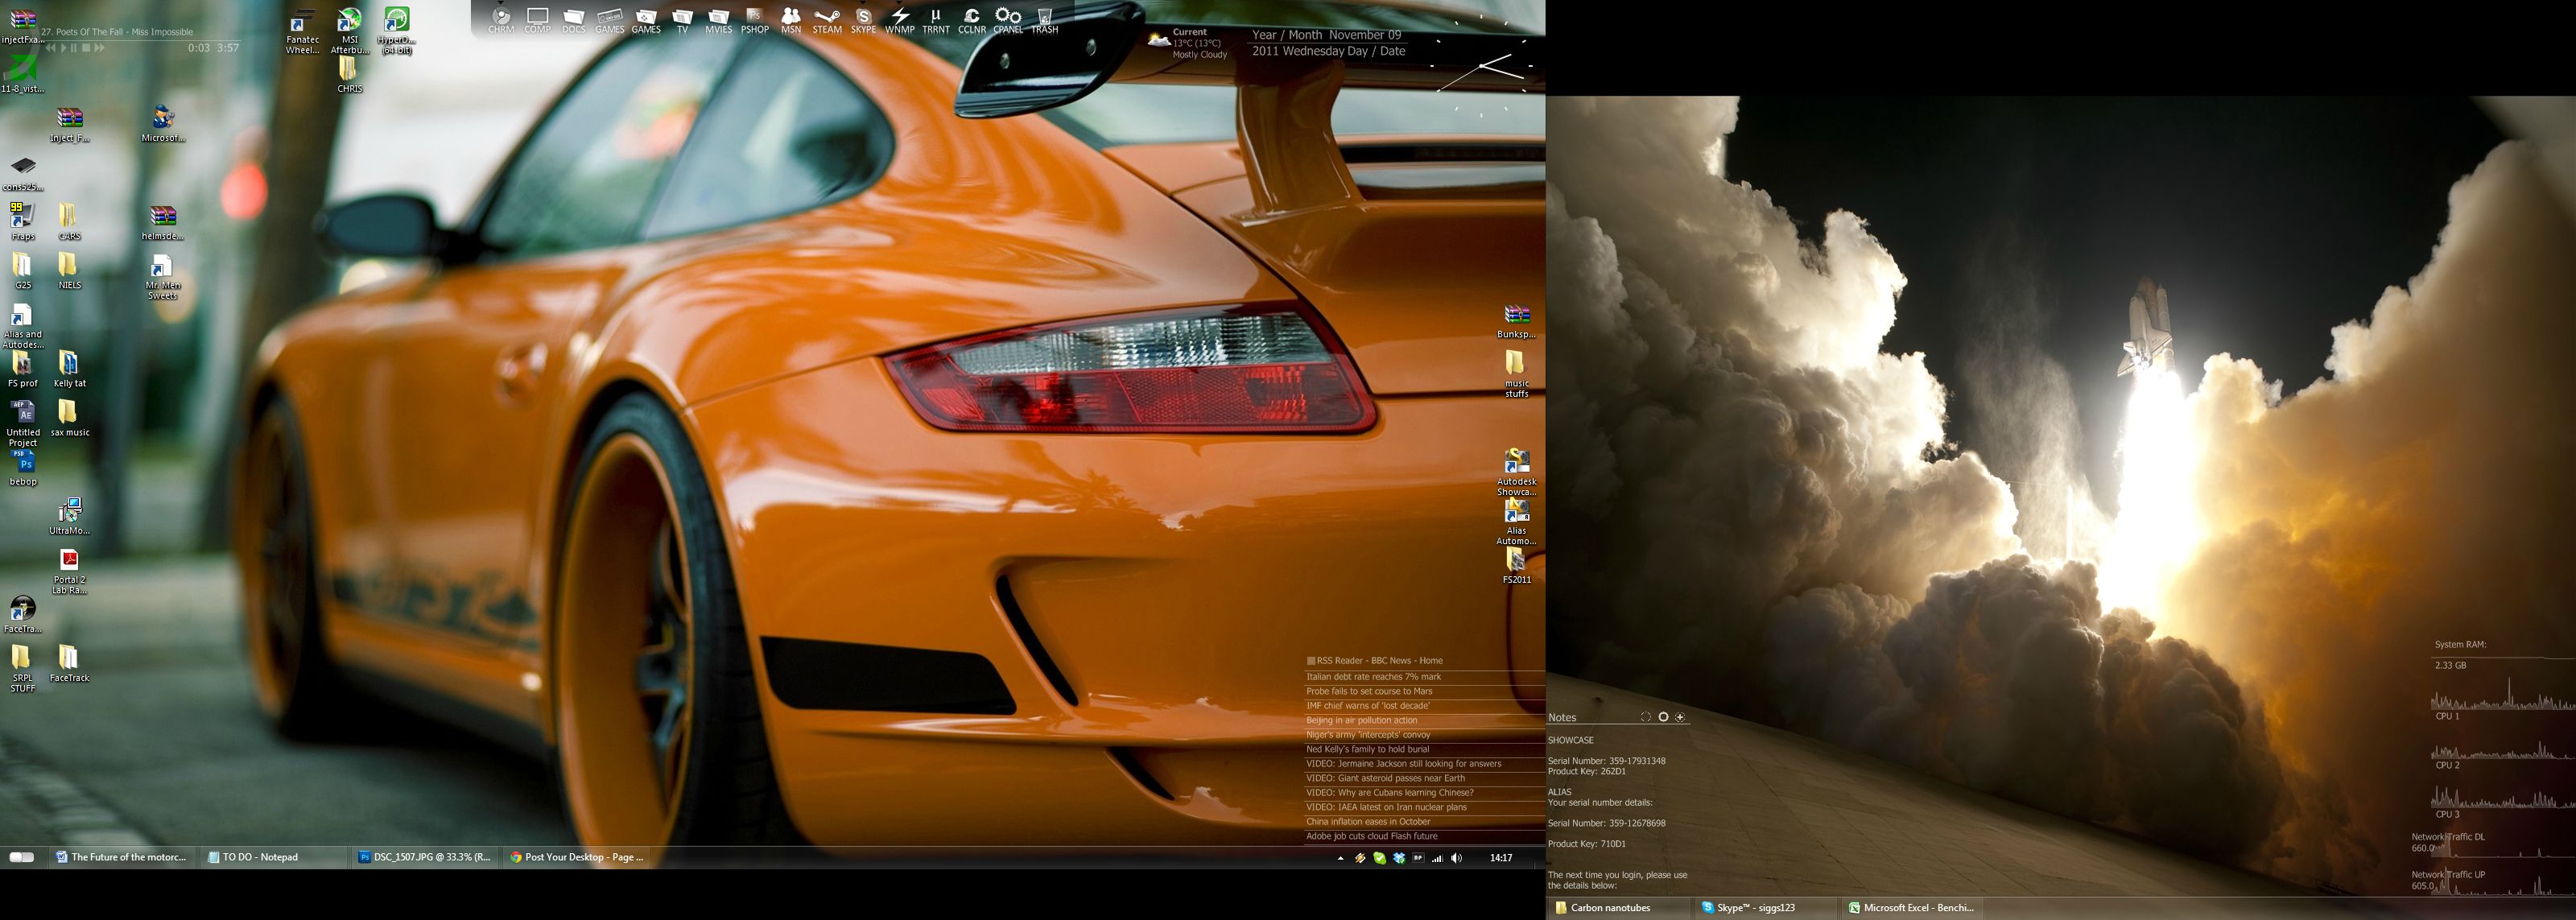 27. Poets Of The Fall - Miss Impossible
0:03 3:57
injectFxa...
11-8_vist...
Fanatec
Wheel...
MSI
Afterbu...
HyperD...
(64-bit)
CHRIS
CHRM COMP DOCS GAMES GAMES TV MVIES PSHOP MSN STEAM SKYPE WNMP TRRNT CCLNR CPANEL TRASH
Current
13°C (13°C)
Mostly Cloudy
Year / Month November 09
2011 Wednesday Day / Date
inject_F...
Microsof...
cons525...
99
Fraps
CARS
helmsde...
G25
NIELS
Mr. Men
Sweets
Alias and
Autodes...
FS prof
Kelly tat
AEP
Ae
Untitled
Project
sax music
PSD
Ps
bebop
UltraMo...
Portal 2
Lab Ra...
FaceTra...
SRPL
STUFF
FaceTrack
Bunksp...
music
stuffs
Autodesk
Showca...
Alias
Automo...
FS2011
RSS Reader - BBC News - Home
Italian debt rate reaches 7% mark
Probe fails to set course to Mars
IMF chief warns of 'lost decade'
Beijing in air pollution action
Niger's army 'intercepts' convoy
Ned Kelly's family to hold burial
VIDEO: Jermaine Jackson still looking for answers
VIDEO: Giant asteroid passes near Earth
VIDEO: Why are Cubans learning Chinese?
VIDEO: IAEA latest on Iran nuclear plans
China inflation eases in October
Adobe job cuts cloud Flash future
The Future of the motorc...
TO DO - Notepad
DSC_1507.JPG @ 33.3% (R...
Post Your Desktop - Page ...
14:17
Notes
SHOWCASE
Serial Number: 359-17931348
Product Key: 262D1
ALIAS
Your serial number details:
Serial Number: 359-12678698
Product Key: 710D1
The next time you login, please use
the details below:
System RAM:
2.33 GB
CPU 1
CPU 2
CPU 3
Network Traffic DL
660.0
Network Traffic UP
605.0
Carbon nanotubes
Skype™ - siggs123
Microsoft Excel - Benchi...